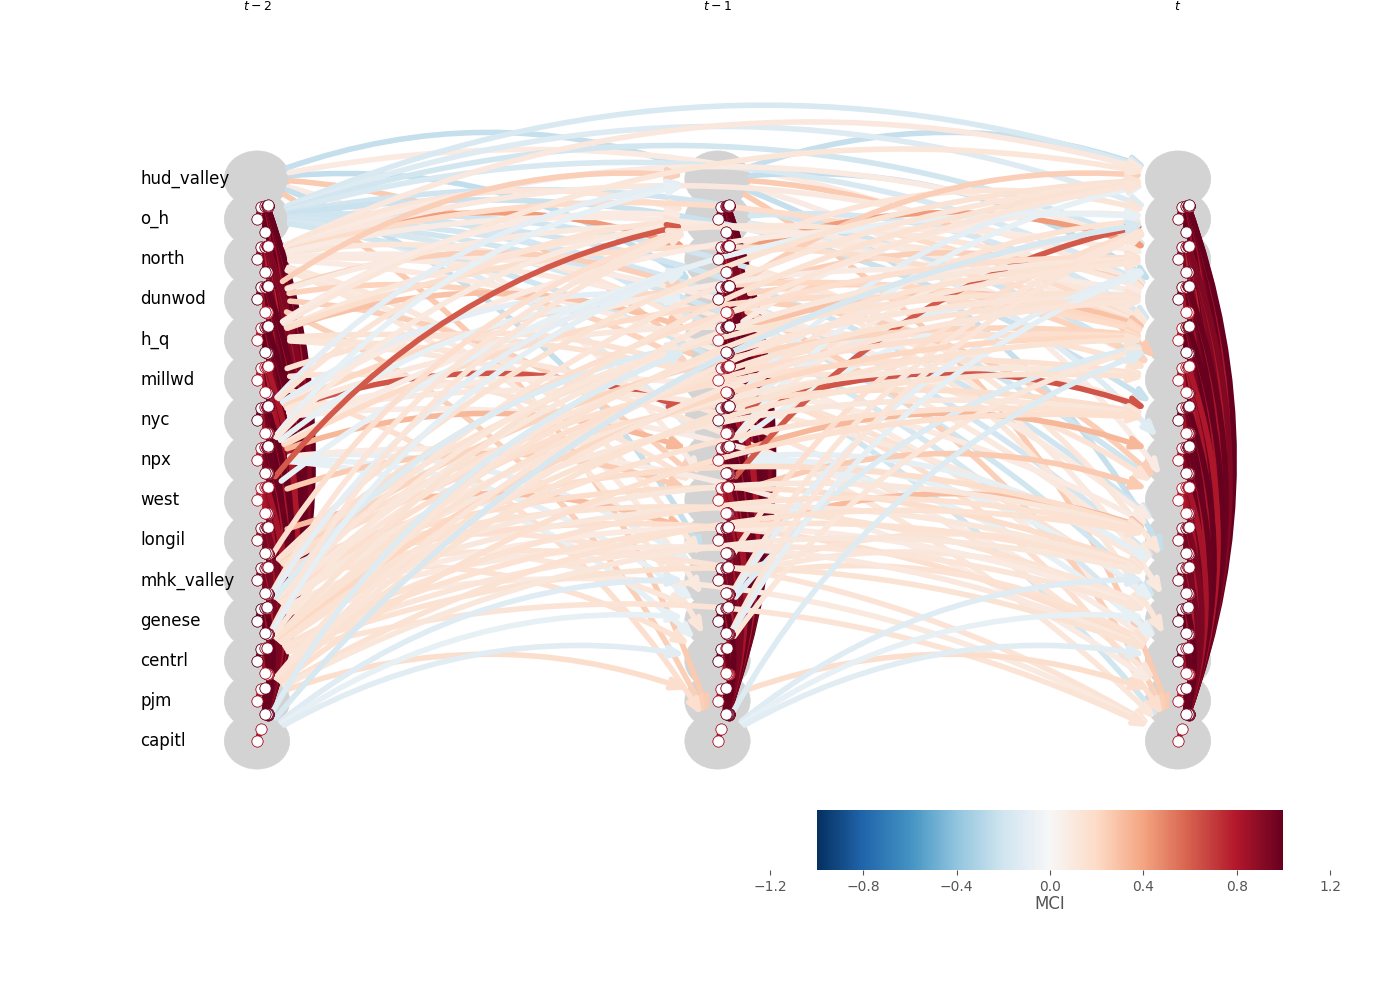 t − 2
t − 1
t
hud_valley
o_h
north
dunwod
h_q
millwd
nyc
npx
west
longil
mhk_valley
genese
centrl
pjm
capitl
−1.2
−0.8
−0.4
0.0
0.4
0.8
1.2
MCI